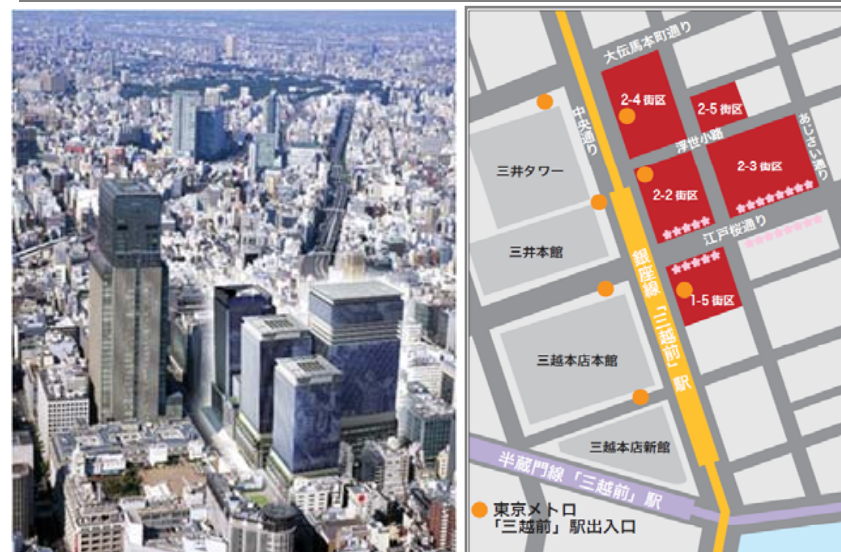 大伝馬本町通り
中央通り
2-4 街区
2-5 街区
浮世小路
あじさい通り
三井タワー
2-3 街区
2-2 街区
江戸桜通り
三井本館
銀座線「三越前」駅
1-5 街区
三越本店本館
三越本店新館
半蔵門線「三越前」駅
東京メトロ
「三越前」駅出入口